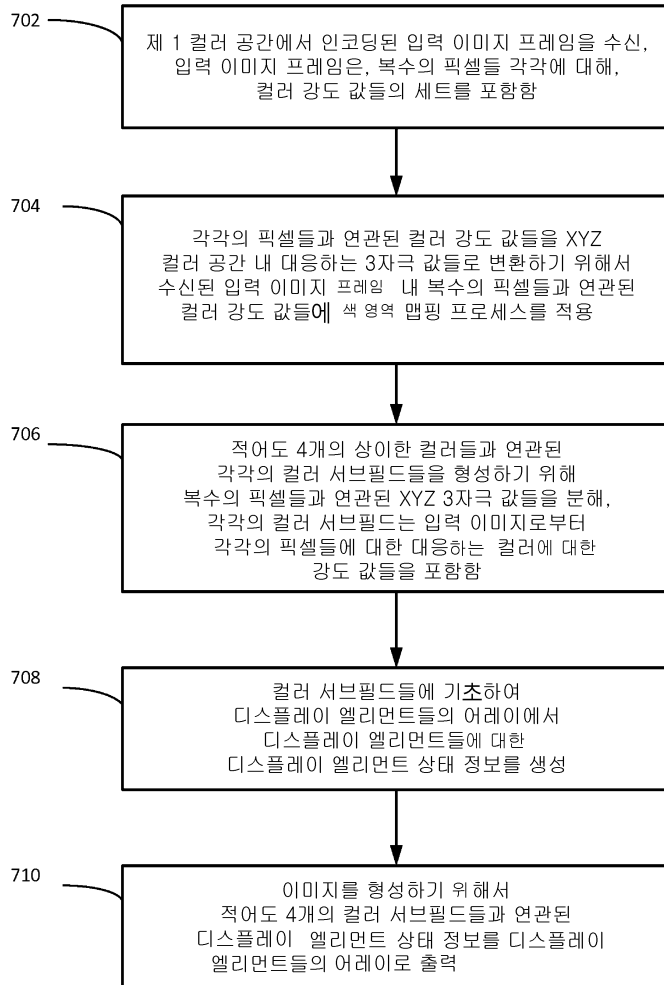 702
제 1 컬러 공간에서 인코딩된 입력 이미지 프레임을 수신,
입력 이미지 프레임은, 복수의 픽셀들 각각에 대해,
컬러 강도 값들의 세트를 포함함
704
각각의 픽셀들과 연관된 컬러 강도 값들을 XYZ
컬러 공간 내 대응하는 3자극 값들로 변환하기 위해서
수신된 입력 이미지 프레임 내 복수의 픽셀들과 연관된
컬러 강도 값들에 색 영역 맵핑 프로세스를 적용
706
적어도 4개의 상이한 컬러들과 연관된
각각의 컬러 서브필드들을 형성하기 위해
복수의 픽셀들과 연관된 XYZ 3자극 값들을 분해,
각각의 컬러 서브필드는 입력 이미지로부터
각각의 픽셀들에 대한 대응하는 컬러에 대한
강도 값들을 포함함
708
컬러 서브필드들에 기초하여
디스플레이 엘리먼트들의 어레이에서
디스플레이 엘리먼트들에 대한
디스플레이 엘리먼트 상태 정보를 생성
710
이미지를 형성하기 위해서
적어도 4개의 컬러 서브필드들과 연관된
디스플레이 엘리먼트 상태 정보를 디스플레이
엘리먼트들의 어레이로 출력